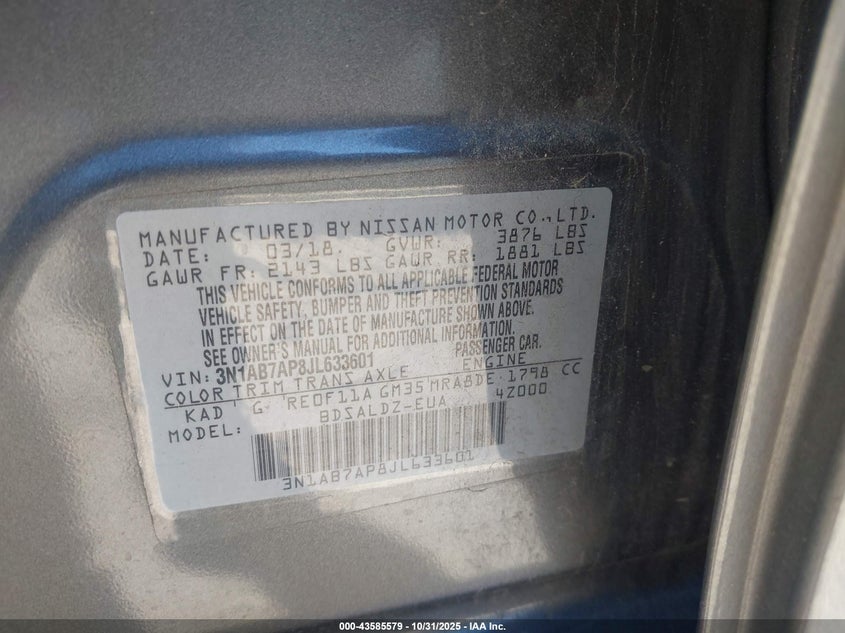 MANUFACTURED BY NISSAN MOTOR CO., LTD.
DATE: 03/18. GVWR: 3876 LBS
GAWR FR: 2143 LBS GAWR RR: 1881 LBS
THIS VEHICLE CONFORMS TO ALL APPLICABLE FEDERAL MOTOR
VEHICLE SAFETY, BUMPER AND THEFT PREVENTION STANDARDS
IN EFFECT ON THE DATE OF MANUFACTURE SHOWN ABOVE.
SEE OWNER'S MANUAL FOR ADDITIONAL INFORMATION.
VIN: 3N1AB7AP8JL633601 PASSENGER CAR.
COLOR TRIM TRANS AXLE ENGINE
KAD G RE0F11A GM35 MRA8DE 1798 CC
MODEL: BDSALDZ-EUA 4Z000
3N1AB7AP8JL633601
000-43585579 | 10/31/2025 - IAA Inc.